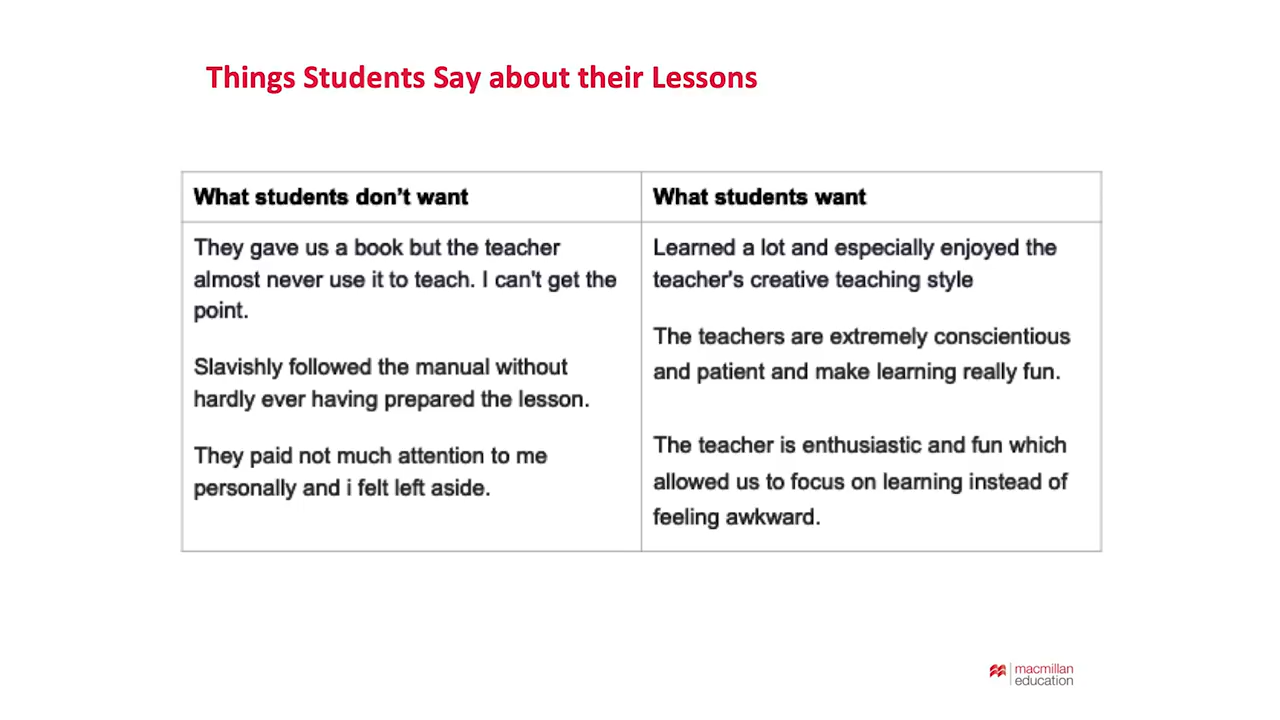 Things Students Say about their Lessons
What students don't want
They gave us a book but the teacher
almost never use it to teach. I can't get the
point.
Slavishly followed the manual without
hardly ever having prepared the lesson.
They paid not much attention to me
personally and i felt left aside.
What students want
Learned a lot and especially enjoyed the
teacher's creative teaching style
The teachers are extremely conscientious
and patient and make learning really fun.
The teacher is enthusiastic and fun which
allowed us to focus on learning instead of
feeling awkward.
macmillan
education